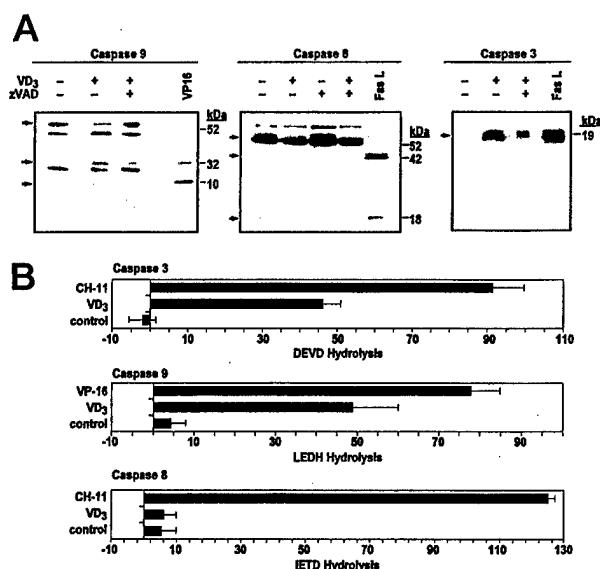 A
Caspase 9 Caspase 8 Caspase 3
VD3 – + + VP16 – + – + Fas L – + + Fas L
zVAD – – + – – + + – – +
kDa kDa kDa
52 52 19
32 42
10 18
B
Caspase 3
CH-11
VD3
control
-10 10 30 50 70 90 110
DEVD Hydrolysis
Caspase 9
VP-16
VD3
control
-10 10 30 50 70 90
LEDH Hydrolysis
Caspase 8
CH-11
VD3
control
-10 10 30 50 70 90 110 130
IETD Hydrolysis